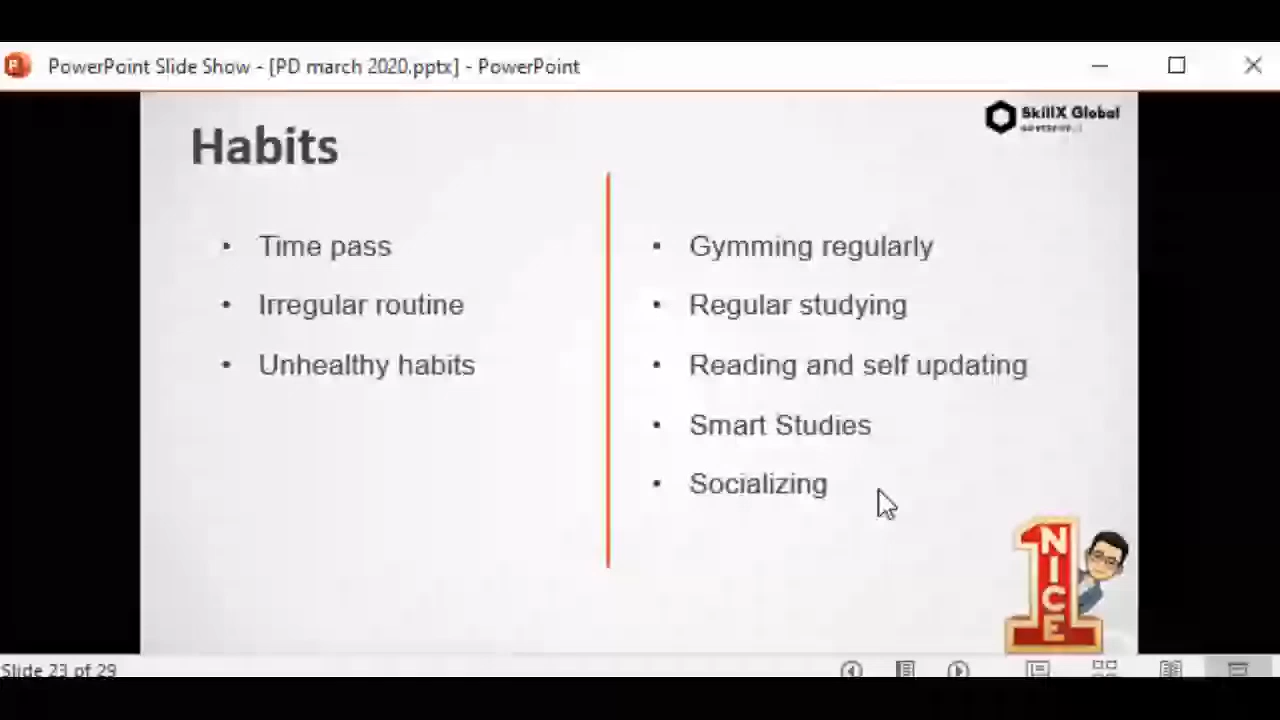 PowerPoint Slide Show - [PD march 2020.pptx] - PowerPoint
SkillX Global
Habits
• Time pass
• Irregular routine
• Unhealthy habits
• Gymming regularly
• Regular studying
• Reading and self updating
• Smart Studies
• Socializing
1
NICE
Slide 23 of 29